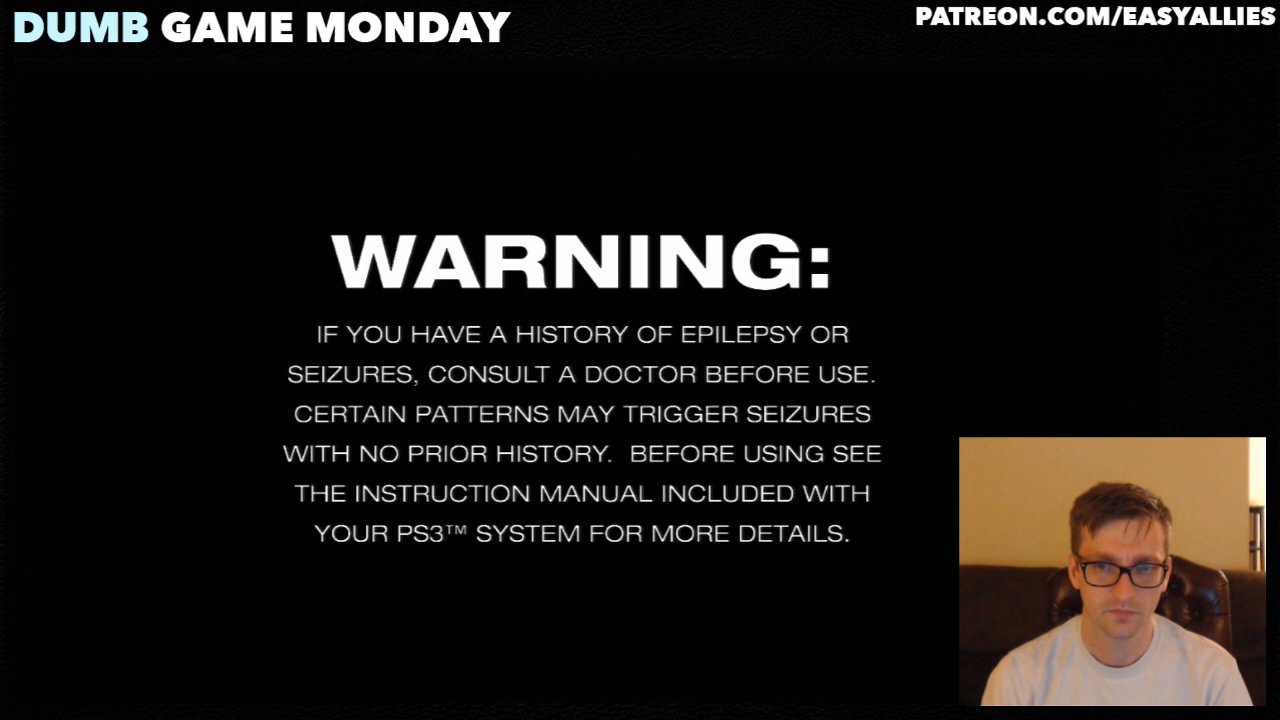 DUMB GAME MONDAY
PATREON.COM/EASYALLIES
WARNING:
IF YOU HAVE A HISTORY OF EPILEPSY OR
SEIZURES, CONSULT A DOCTOR BEFORE USE.
CERTAIN PATTERNS MAY TRIGGER SEIZURES
WITH NO PRIOR HISTORY.  BEFORE USING SEE
THE INSTRUCTION MANUAL INCLUDED WITH
YOUR PS3™ SYSTEM FOR MORE DETAILS.